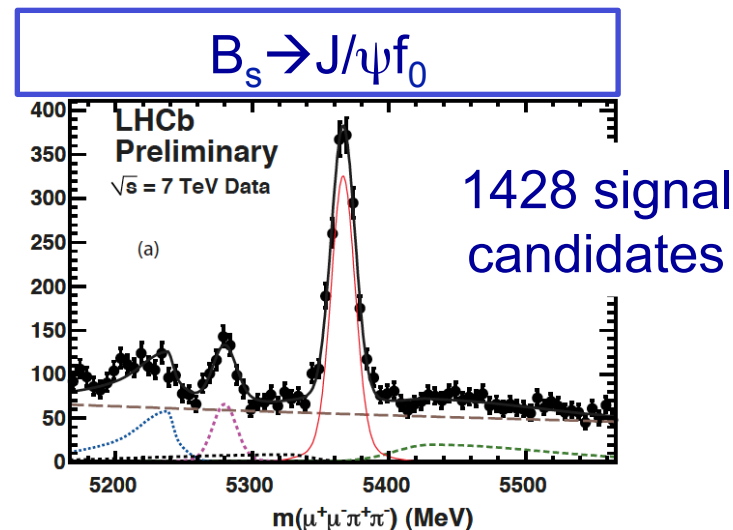 Bₛ→J/ψf₀
LHCb
Preliminary
√s = 7 TeV Data
(a)
1428 signal
candidates
400
350
300
250
200
150
100
50
0
5200 5300 5400 5500
m(μ⁺μ⁻π⁺π⁻) (MeV)